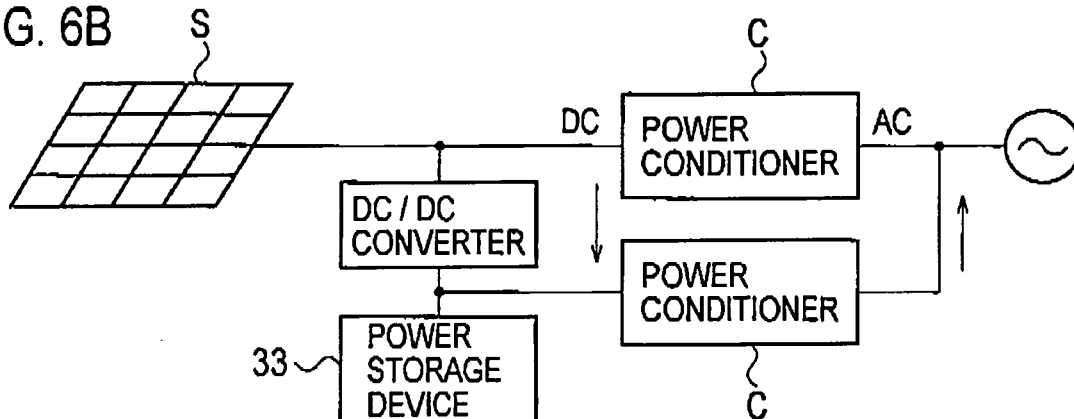 G. 6B
S
C
DC
POWER
CONDITIONER
AC
DC / DC
CONVERTER
POWER
CONDITIONER
33
POWER
STORAGE
DEVICE
C